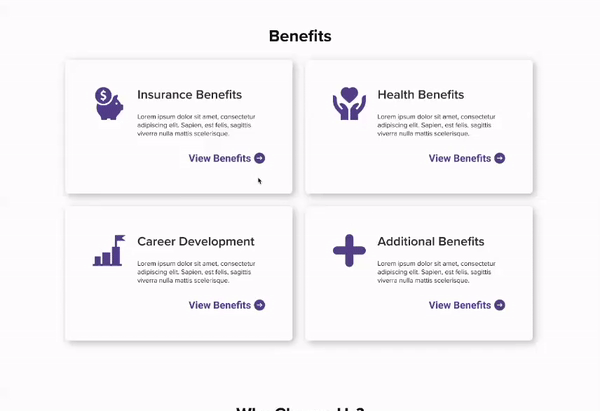 Benefits
Insurance Benefits
Lorem ipsum dolor sit amet, consectetur
adipiscing elit. Sapien, est felis, sagittis
viverra nulla mattis scelerisque.
View Benefits
Health Benefits
Lorem ipsum dolor sit amet, consectetur
adipiscing elit. Sapien, est felis, sagittis
viverra nulla mattis scelerisque.
View Benefits
Career Development
Lorem ipsum dolor sit amet, consectetur
adipiscing elit. Sapien, est felis, sagittis
viverra nulla mattis scelerisque.
View Benefits
Additional Benefits
Lorem ipsum dolor sit amet, consectetur
adipiscing elit. Sapien, est felis, sagittis
viverra nulla mattis scelerisque.
View Benefits